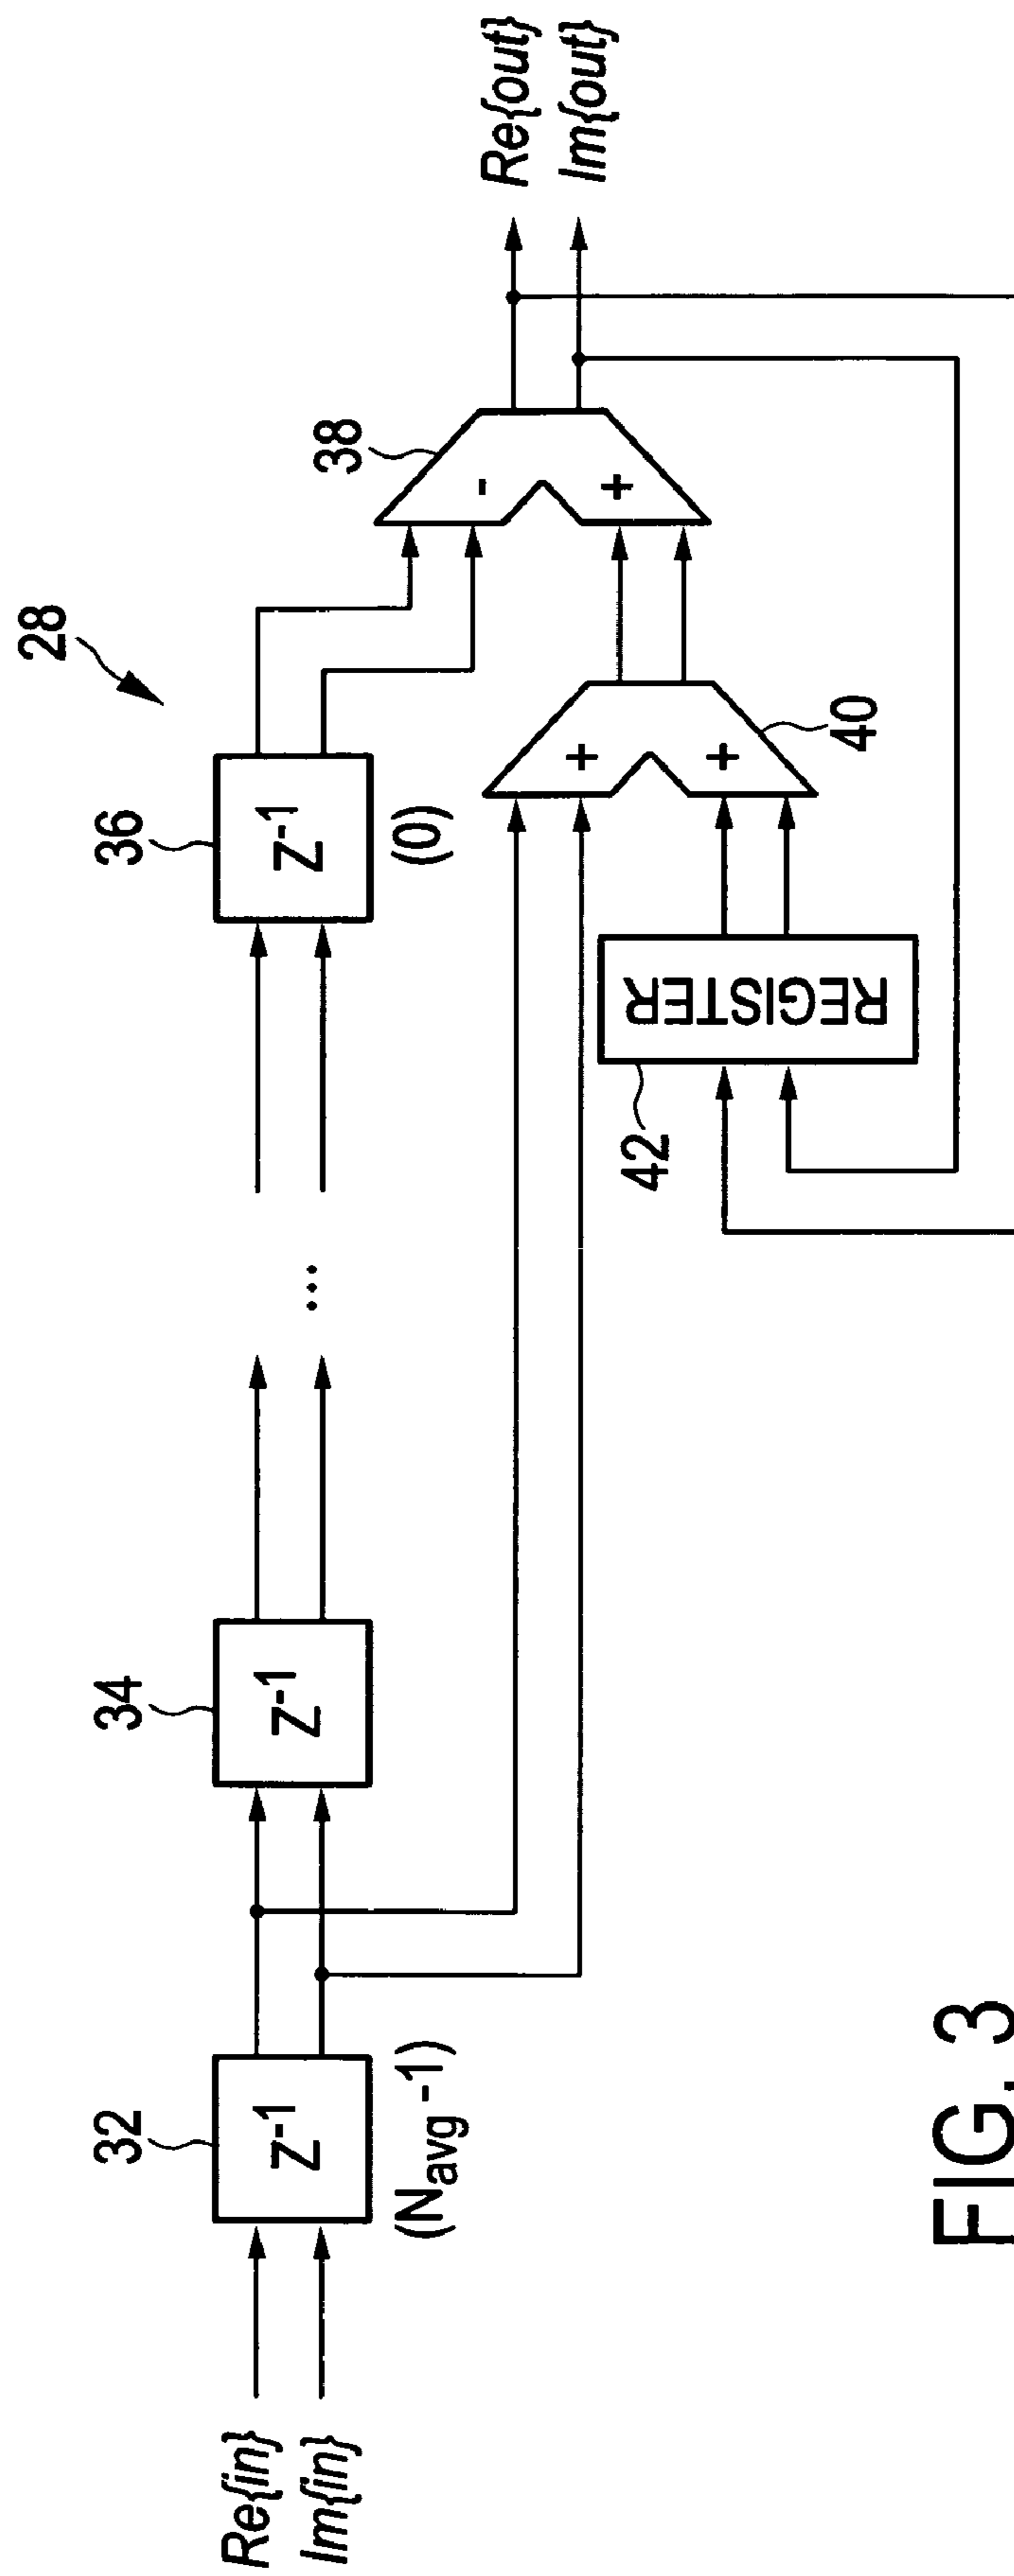 28
Re{in}
Im{in}
32
Z-1
(Navg -1)
34
Z-1
...
36
Z-1
(0)
38
-
+
Re{out}
Im{out}
40
+
+
42
REGISTER
FIG. 3